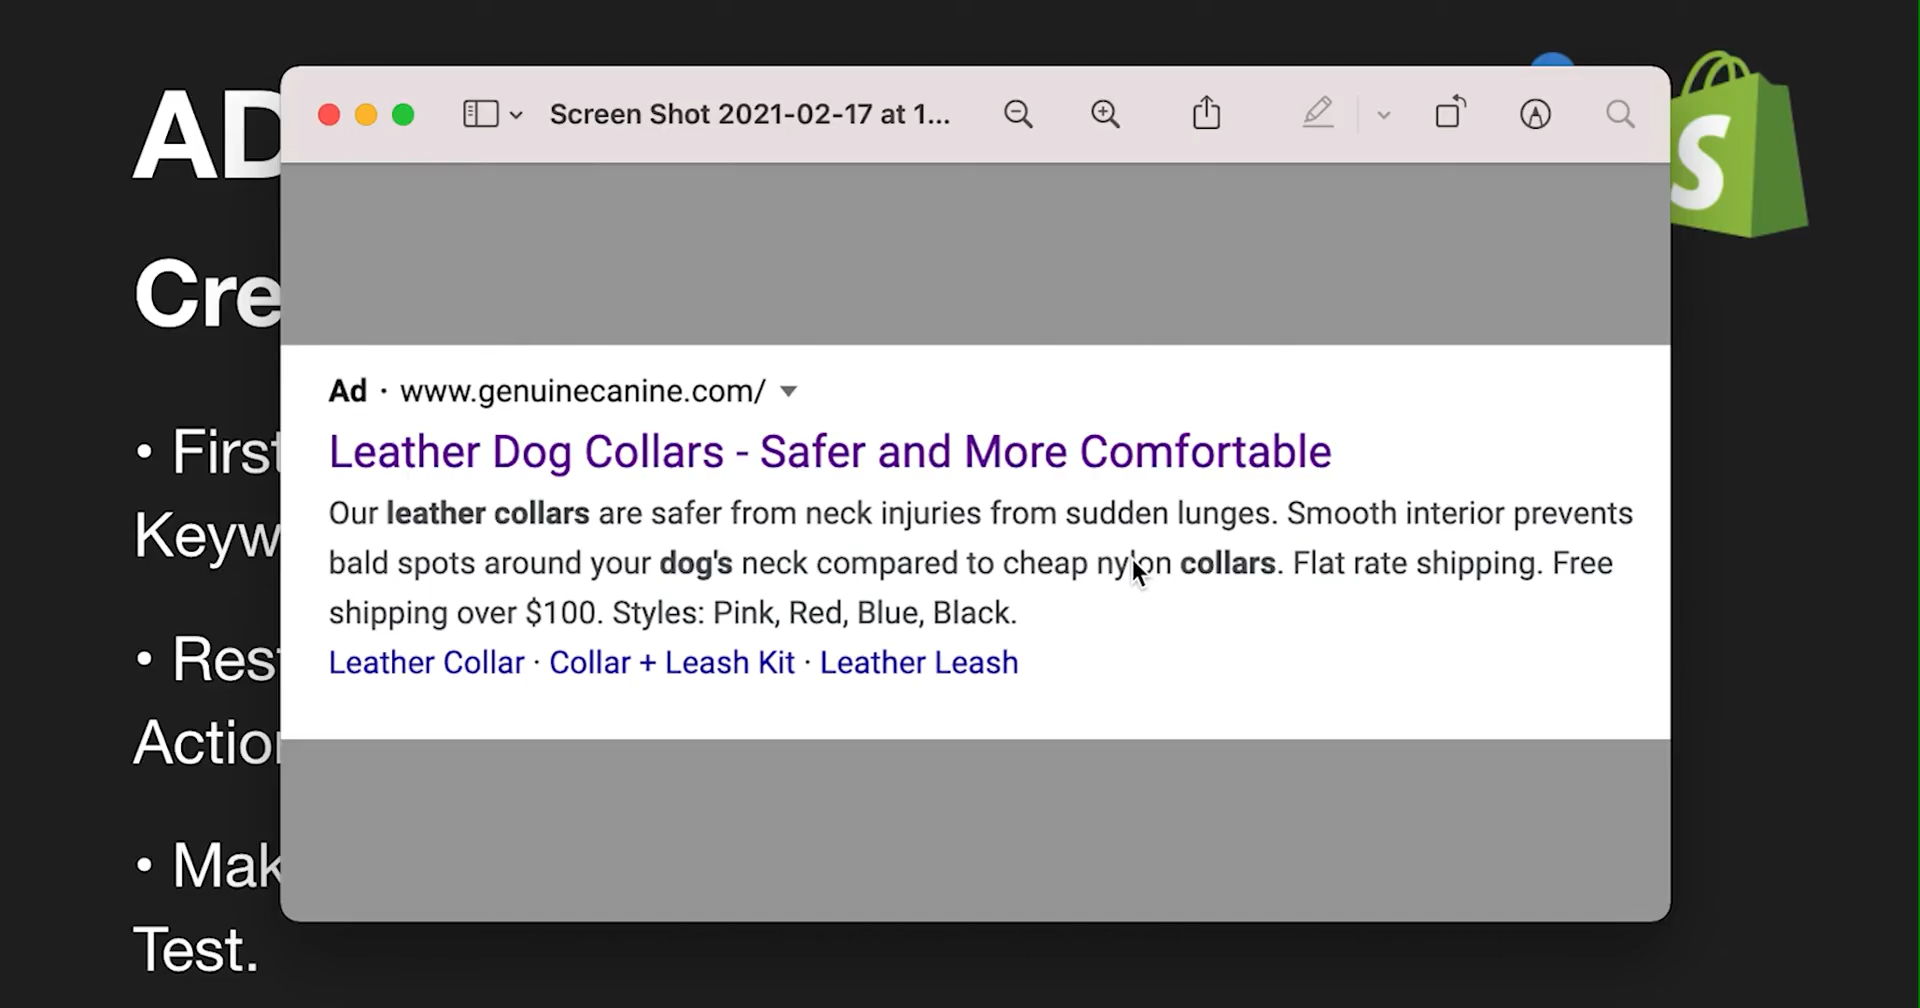 AD
Screen Shot 2021-02-17 at 1...
S
Cre
Ad · www.genuinecanine.com/
Leather Dog Collars - Safer and More Comfortable
• First
Our leather collars are safer from neck injuries from sudden lunges. Smooth interior prevents
Keyw
bald spots around your dog's neck compared to cheap nylon collars. Flat rate shipping. Free
shipping over $100. Styles: Pink, Red, Blue, Black.
• Res
Leather Collar · Collar + Leash Kit · Leather Leash
Action
• Mak
Test.